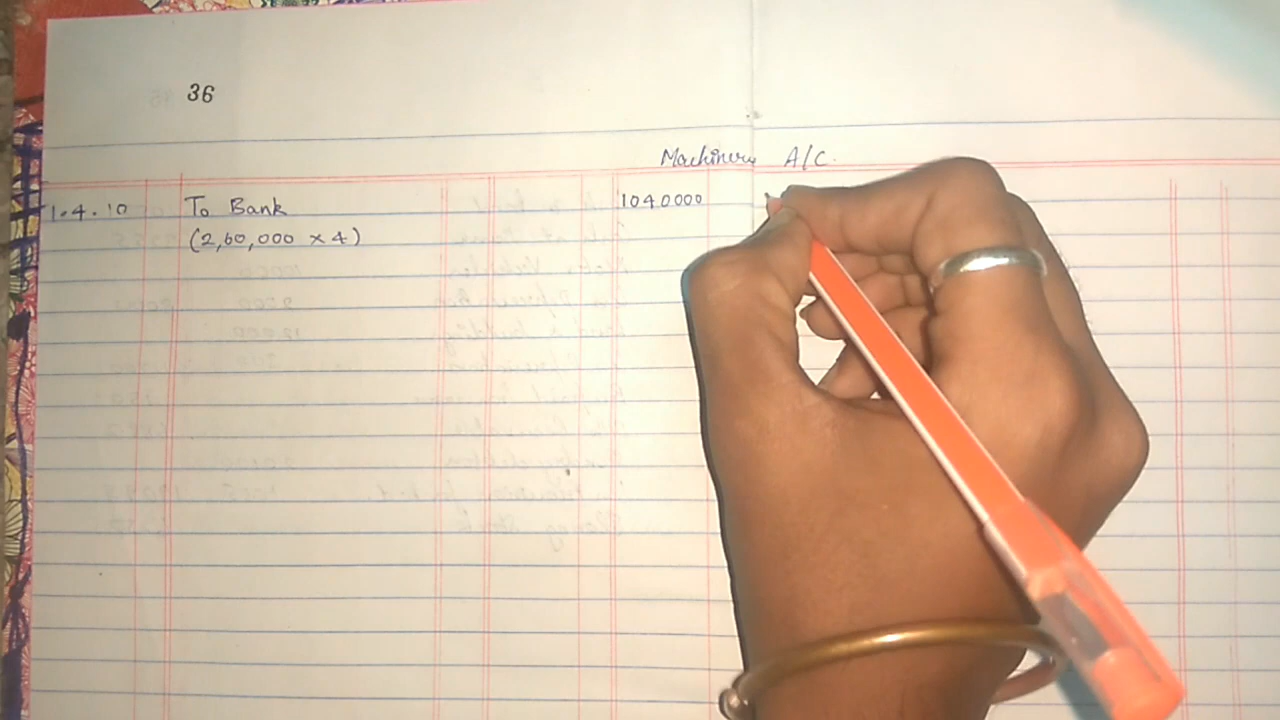 36
Machinery A/C.
1.4.10 To Bank 1040000
(2,60,000 x 4)